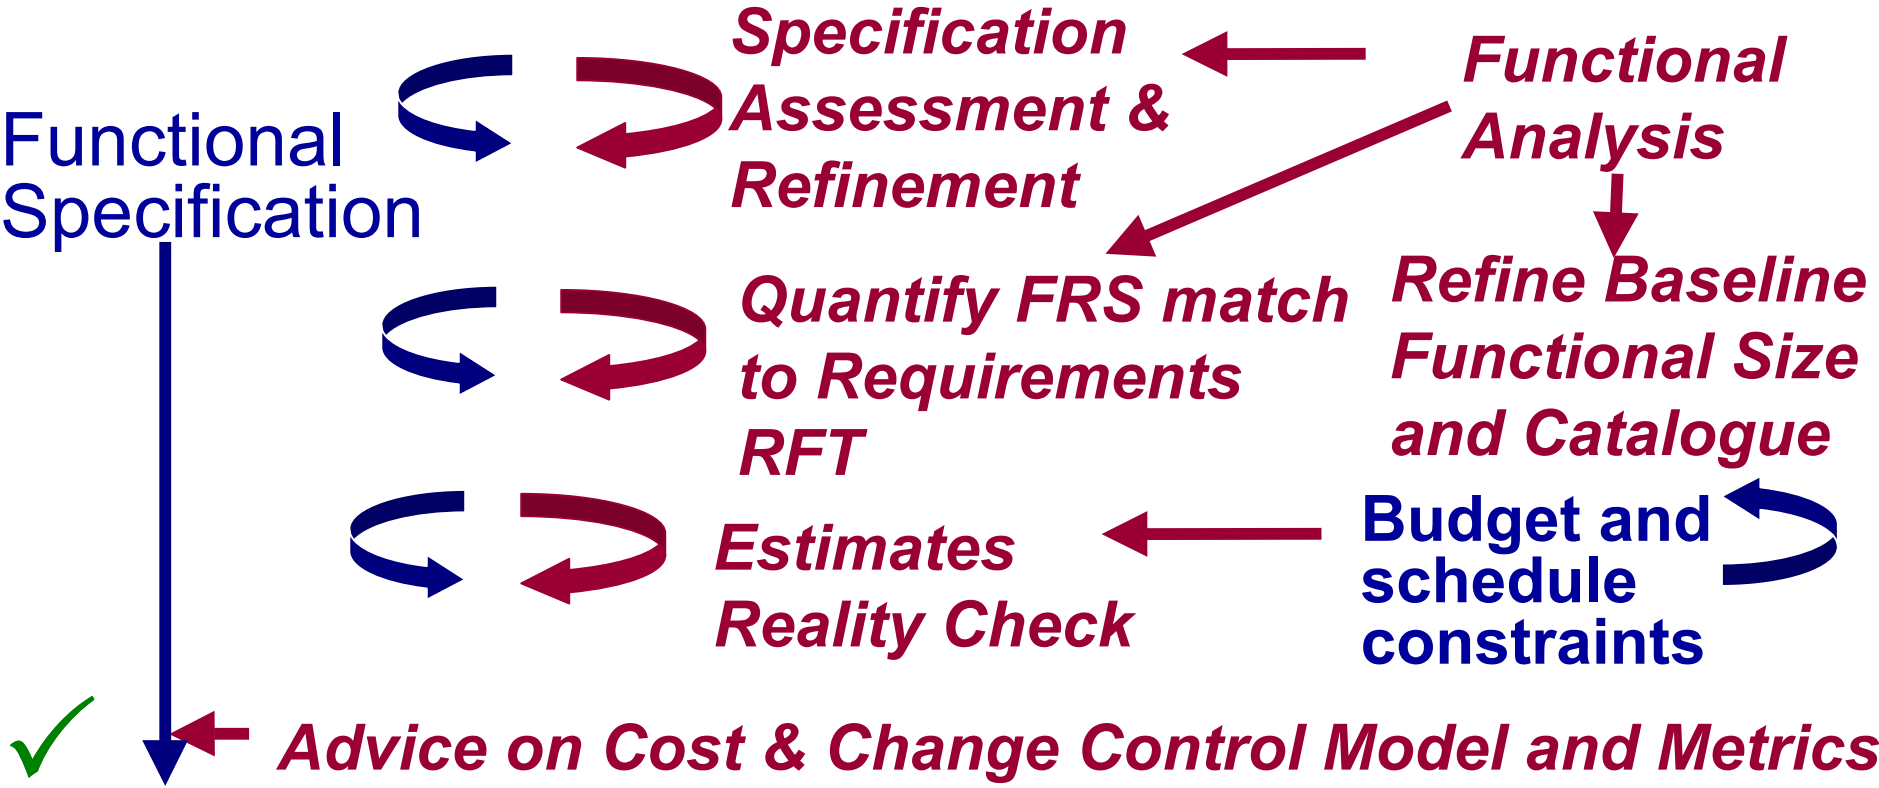 Functional
Specification
Specification
Assessment &
Refinement
Functional
Analysis
Quantify FRS match
to Requirements
RFT
Refine Baseline
Functional Size
and Catalogue
Estimates
Reality Check
Budget and
schedule
constraints
Advice on Cost & Change Control Model and Metrics